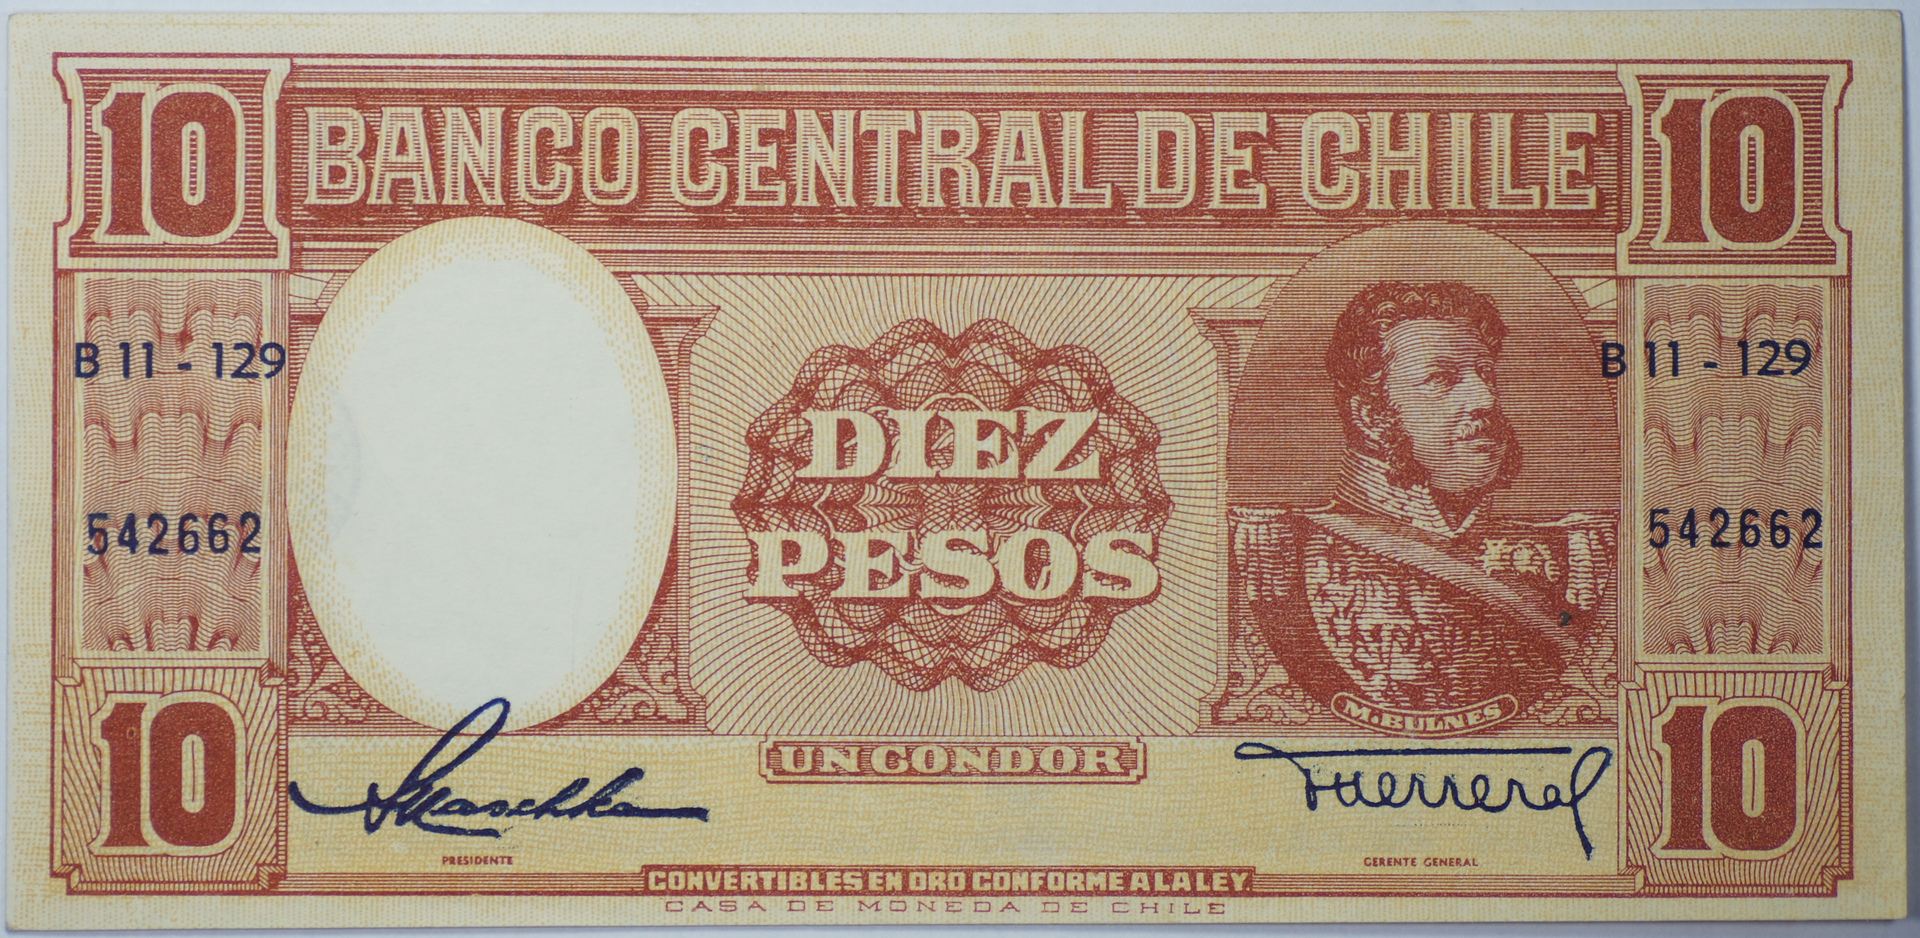 10 BANCO CENTRAL DE CHILE 10
B 11 - 129
B 11 - 129
DIEZ
PESOS
542662
542662
M. BULNES
10 UN CONDOR 10
PRESIDENTE
GERENTE GENERAL
CONVERTIBLES EN ORO CONFORME A LA LEY.
CASA DE MONEDA DE CHILE